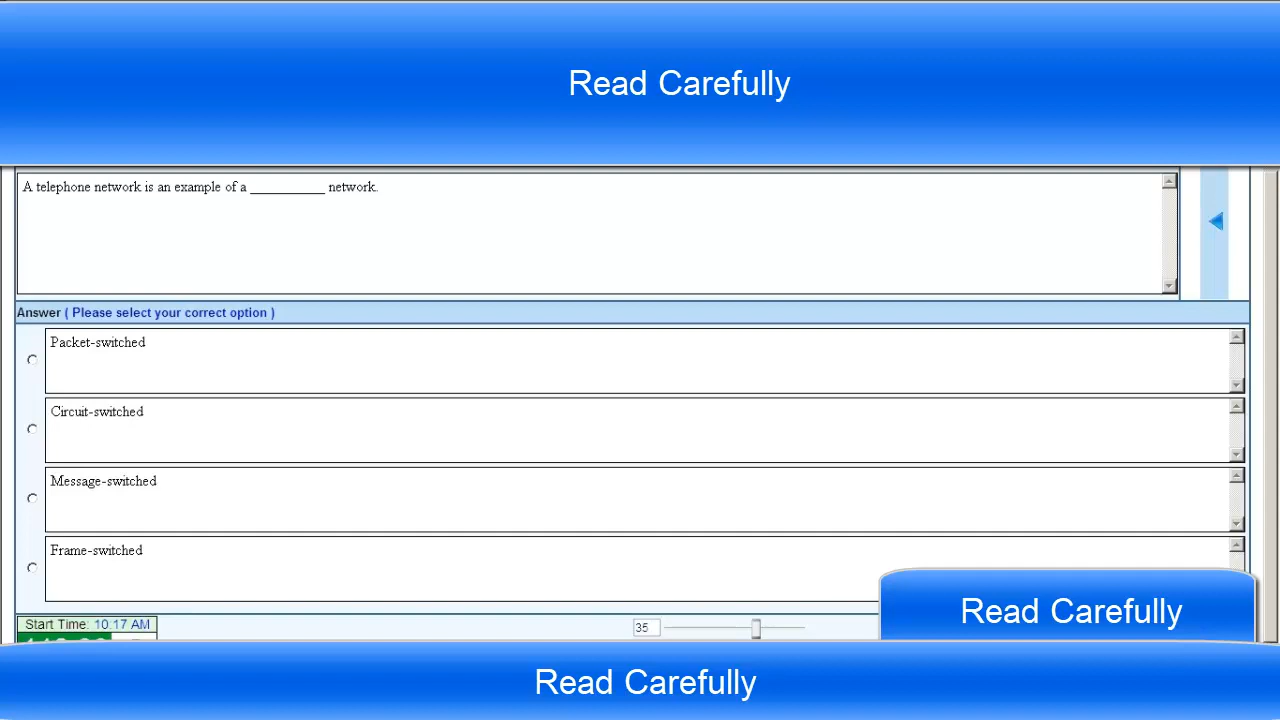 Read Carefully
A telephone network is an example of a ___________ network.
Answer ( Please select your correct option )
Packet-switched
Circuit-switched
Message-switched
Frame-switched
Start Time: 10.17 AM
35
Read Carefully
Read Carefully